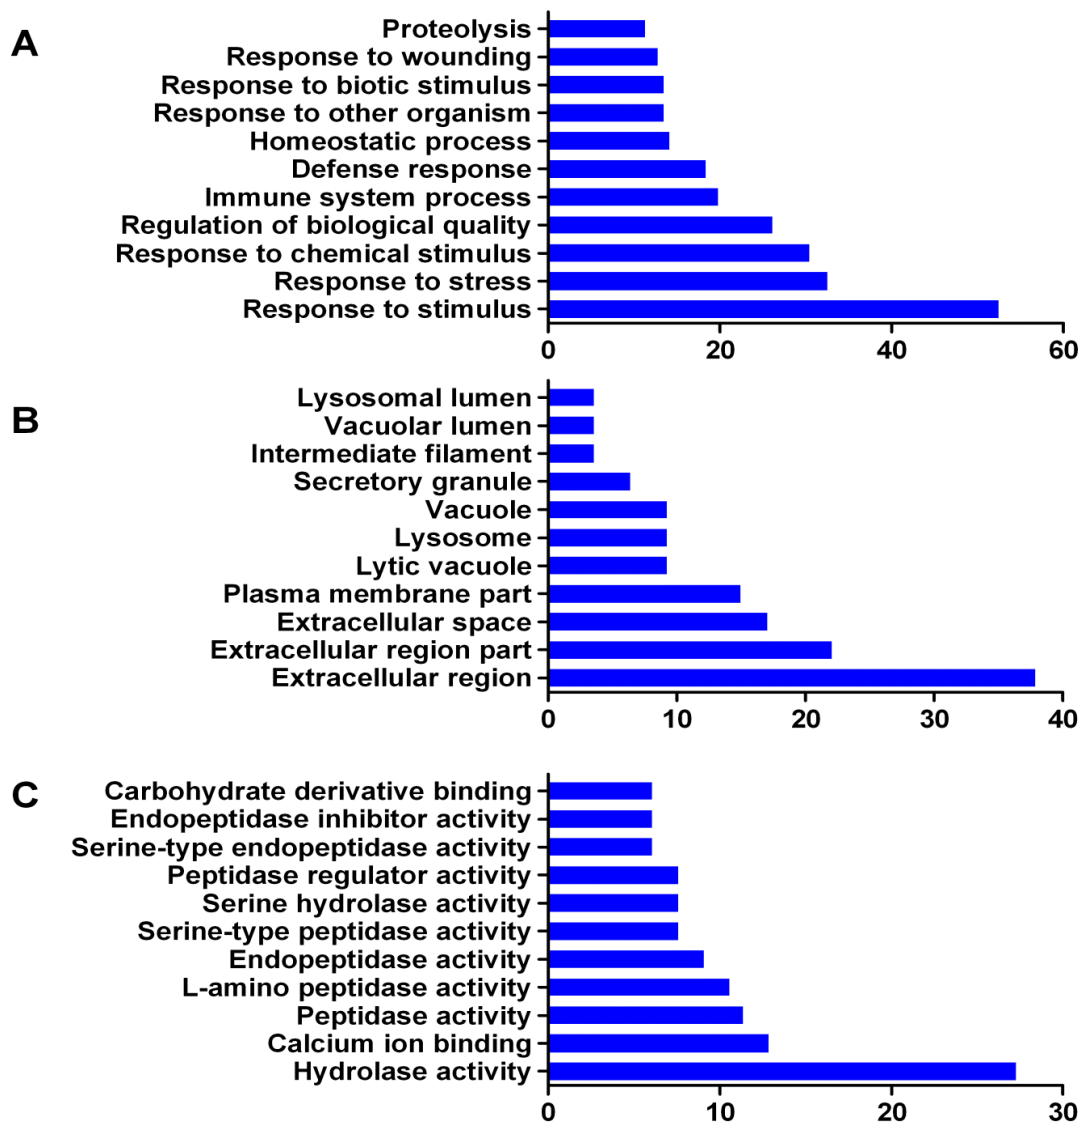 A
Proteolysis
Response to wounding
Response to biotic stimulus
Response to other organism
Homeostatic process
Defense response
Immune system process
Regulation of biological quality
Response to chemical stimulus
Response to stress
Response to stimulus
0 20 40 60
B
Lysosomal lumen
Vacuolar lumen
Intermediate filament
Secretory granule
Vacuole
Lysosome
Lytic vacuole
Plasma membrane part
Extracellular space
Extracellular region part
Extracellular region
0 10 20 30 40
C
Carbohydrate derivative binding
Endopeptidase inhibitor activity
Serine-type endopeptidase activity
Peptidase regulator activity
Serine hydrolase activity
Serine-type peptidase activity
Endopeptidase activity
L-amino peptidase activity
Peptidase activity
Calcium ion binding
Hydrolase activity
0 10 20 30